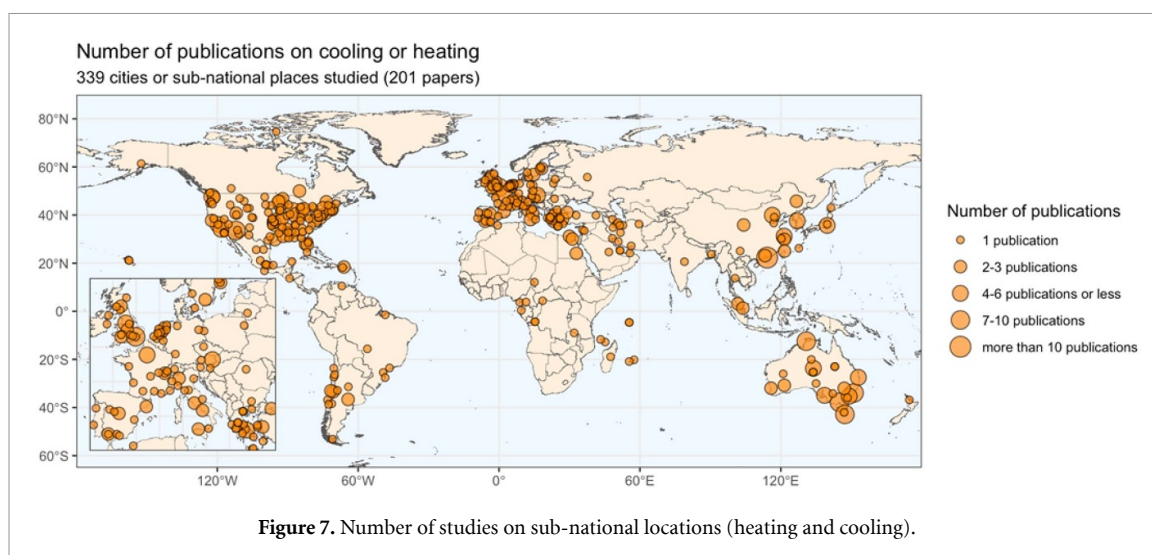 Number of publications on cooling or heating
339 cities or sub-national places studied (201 papers)
80°N
60°N
40°N
20°N
0°
20°S
40°S
60°S
120°W
60°W
0°
60°E
120°E
Number of publications
1 publication
2-3 publications
4-6 publications or less
7-10 publications
more than 10 publications
Figure 7. Number of studies on sub-national locations (heating and cooling).